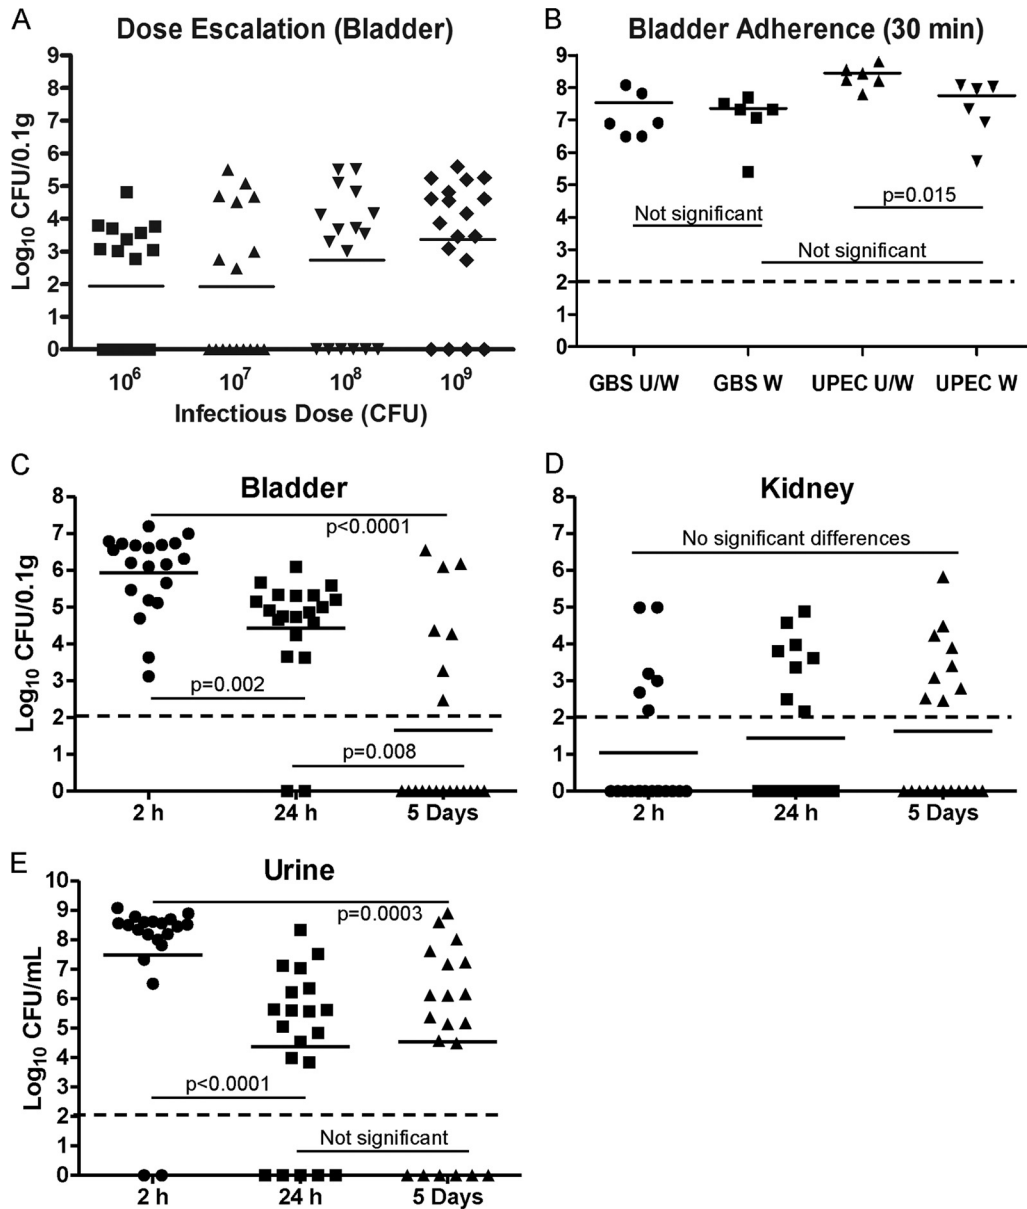 A
Dose Escalation (Bladder)
Log10 CFU/0.1g
9
8
7
6
5
4
3
2
1
0
10^6 10^7 10^8 10^9
Infectious Dose (CFU)
B
Bladder Adherence (30 min)
9
8
7
6
5
4
3
2
1
0
p=0.015
Not significant
Not significant
GBS U/W GBS W UPEC U/W UPEC W
C
Bladder
Log10 CFU/0.1g
8
7
6
5
4
3
2
1
0
p<0.0001
p=0.002
p=0.008
2 h 24 h 5 Days
D
Kidney
8
7
6
5
4
3
2
1
0
No significant differences
2 h 24 h 5 Days
E
Urine
Log10 CFU/mL
10
9
8
7
6
5
4
3
2
1
0
p=0.0003
p<0.0001
Not significant
2 h 24 h 5 Days